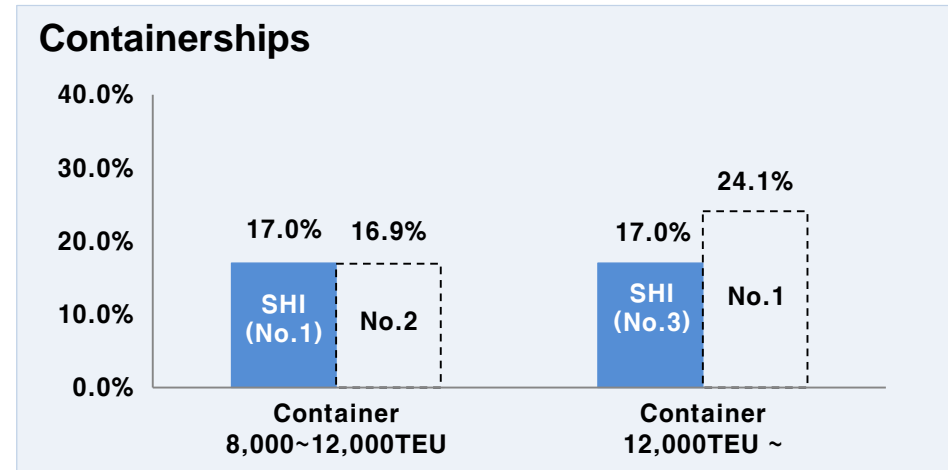 Containerships
40.0%
30.0%
20.0%
10.0%
0.0%
17.0% 16.9%
SHI
(No.1)
No.2
17.0%
24.1%
SHI
(No.3)
No.1
Container
8,000~12,000TEU
Container
12,000TEU ~